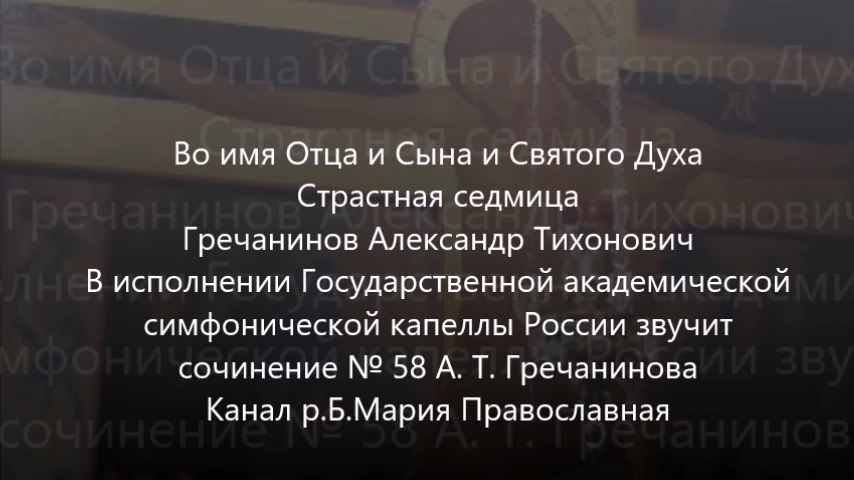 Во имя Отца и Сына и Святого Духа
Страстная седмица
Гречанинов Александр Тихонович
В исполнении Государственной академической
симфонической капеллы России звучит
сочинение № 58 А. Т. Гречанинова
Канал р.Б.Мария Православная